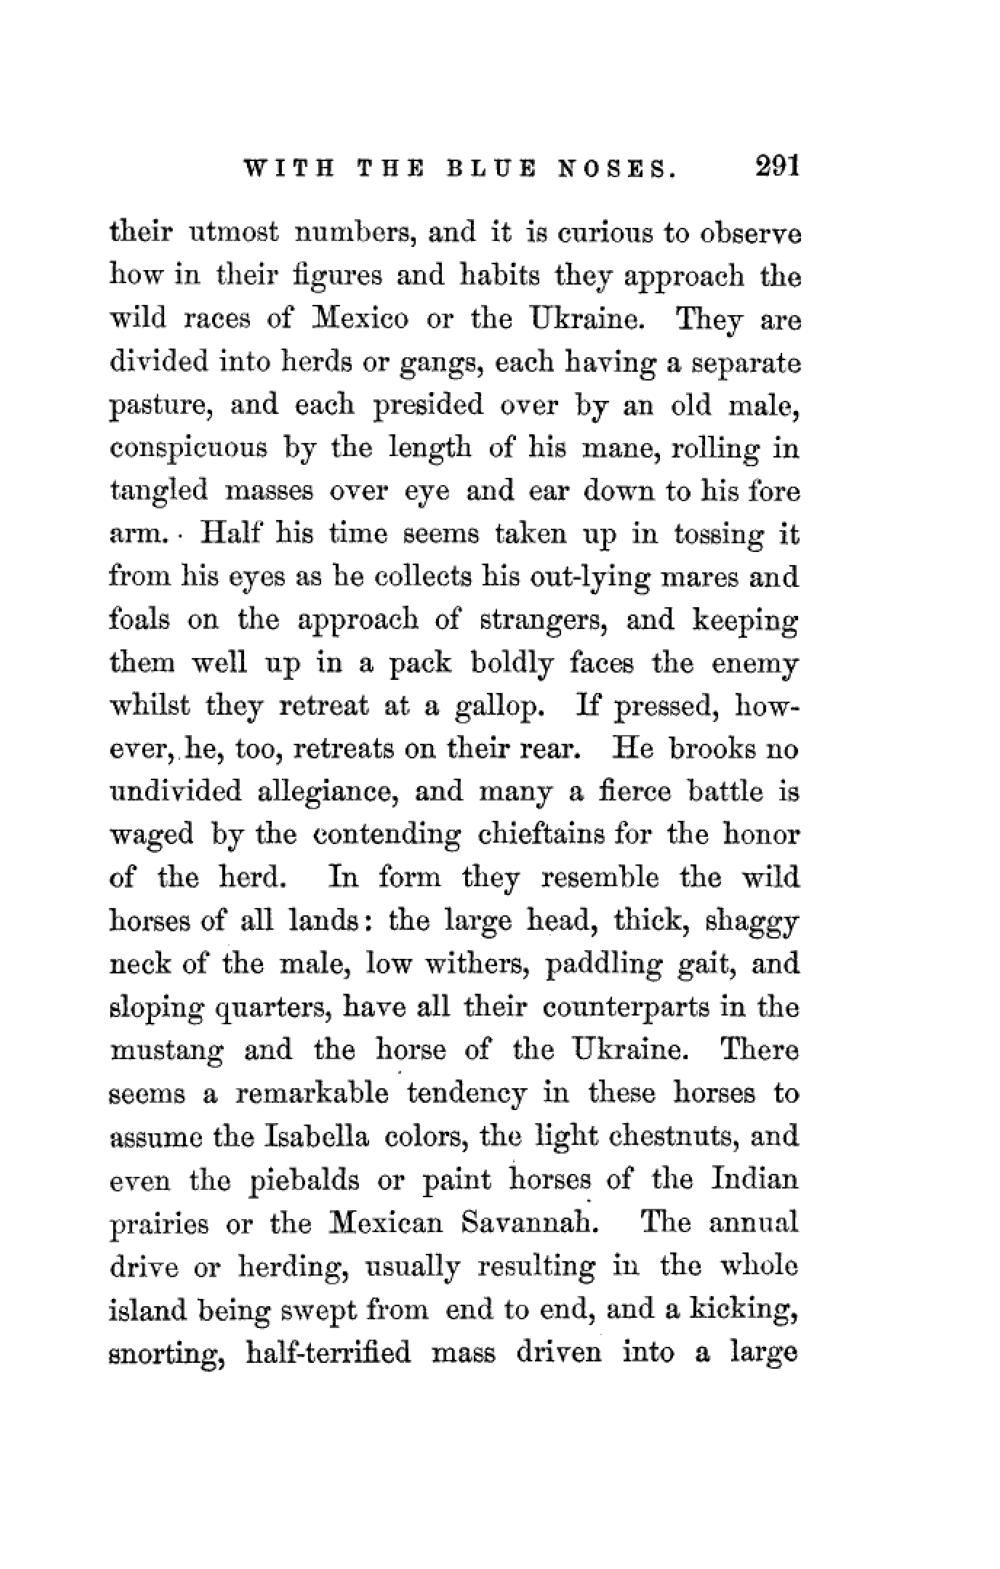 WITH THE BLUE NOSES. 291
their utmost numbers, and it is curious to observe
how in their figures and habits they approach the
wild races of Mexico or the Ukraine. They are
divided into herds or gangs, each having a separate
pasture, and each presided over by an old male,
conspicuous by the length of his mane, rolling in
tangled masses over eye and ear down to his fore
arm. Half his time seems taken up in tossing it
from his eyes as he collects his out-lying mares and
foals on the approach of strangers, and keeping
them well up in a pack boldly faces the enemy
whilst they retreat at a gallop. If pressed, how-
ever, he, too, retreats on their rear. He brooks no
undivided allegiance, and many a fierce battle is
waged by the contending chieftains for the honor
of the herd. In form they resemble the wild
horses of all lands: the large head, thick, shaggy
neck of the male, low withers, paddling gait, and
sloping quarters, have all their counterparts in the
mustang and the horse of the Ukraine. There
seems a remarkable tendency in these horses to
assume the Isabella colors, the light chestnuts, and
even the piebalds or paint horses of the Indian
prairies or the Mexican Savannah. The annual
drive or herding, usually resulting in the whole
island being swept from end to end, and a kicking,
snorting, half-terrified mass driven into a large